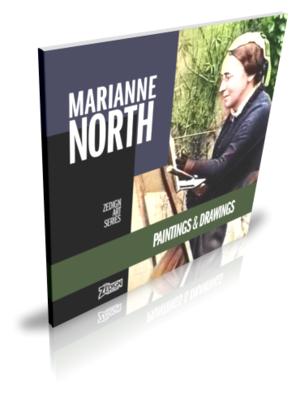 MARIANNE
NORTH
ZEDIGN
ART
SERIES
PAINTINGS & DRAWINGS
ZEDIGN